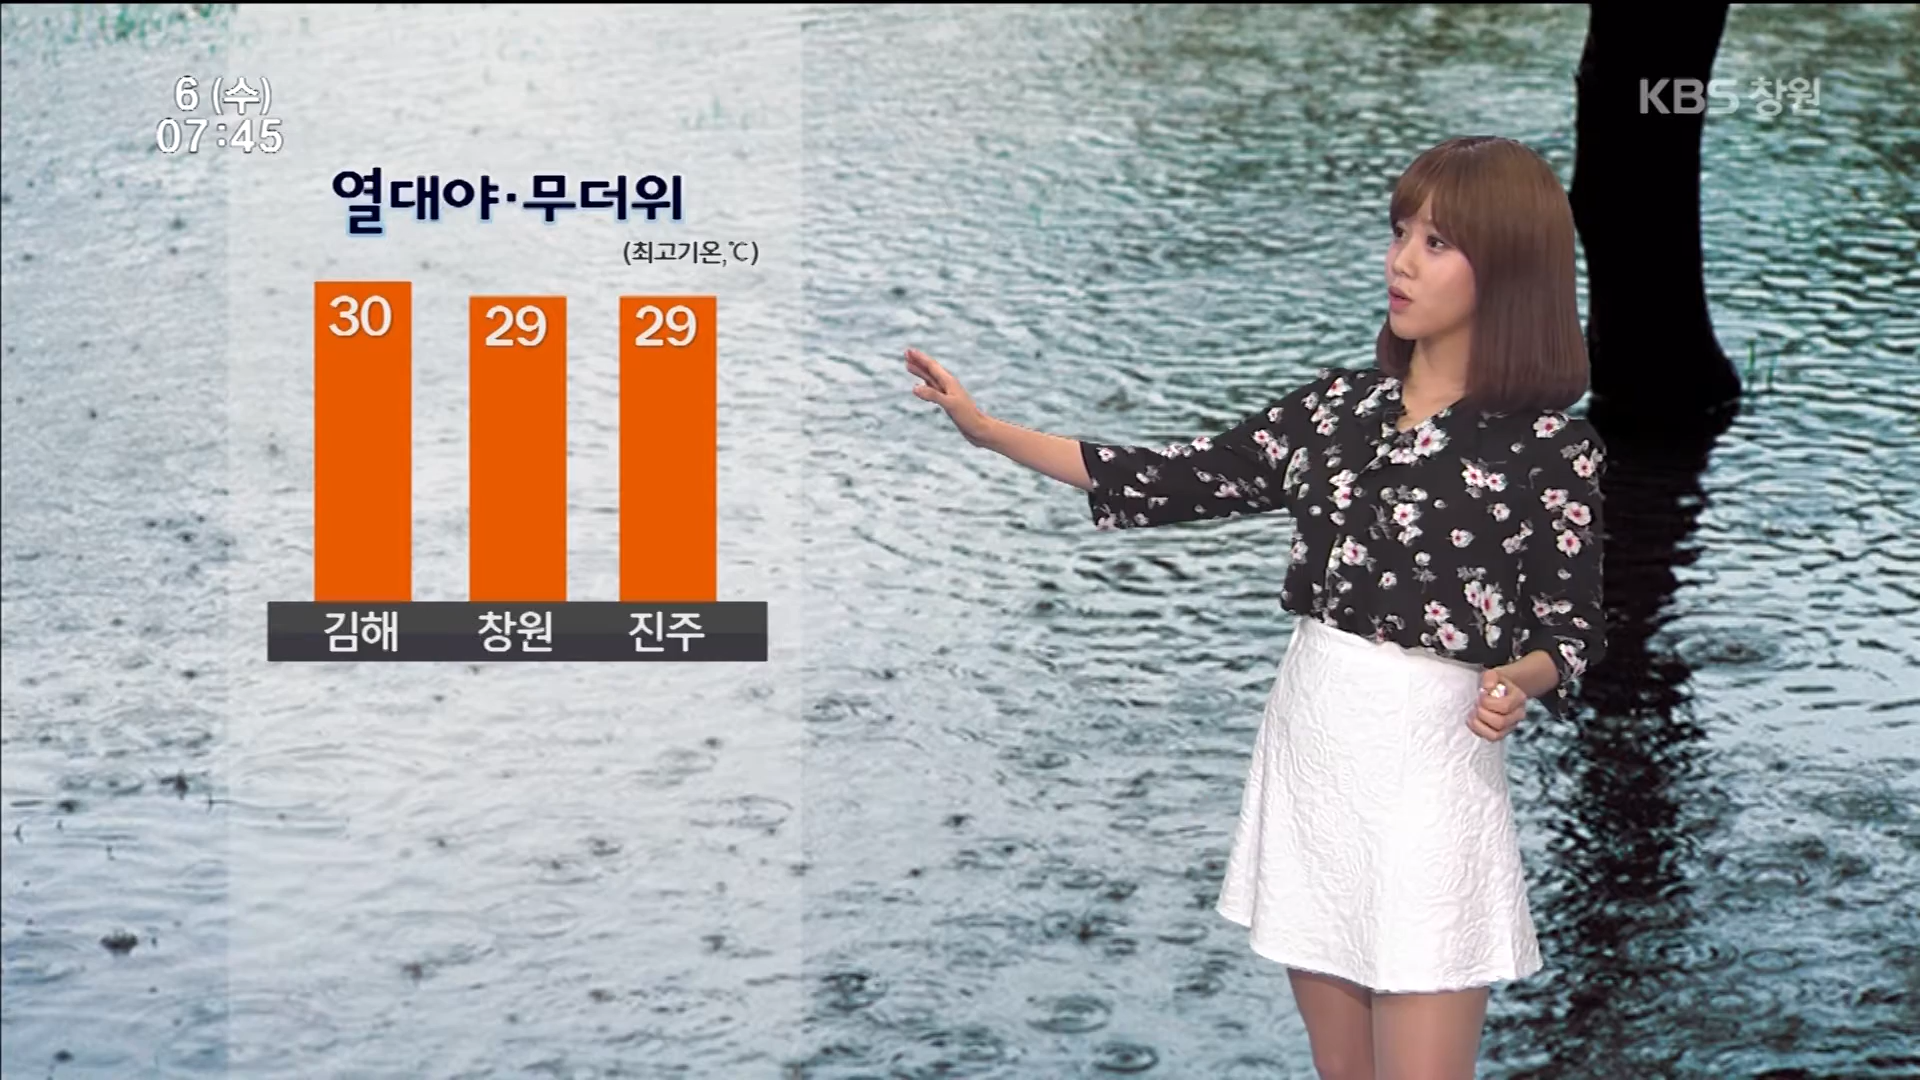 6 (수)
07:45
KBS 창원
열대야·무더위
(최고기온,℃)
30 29 29
김해 창원 진주